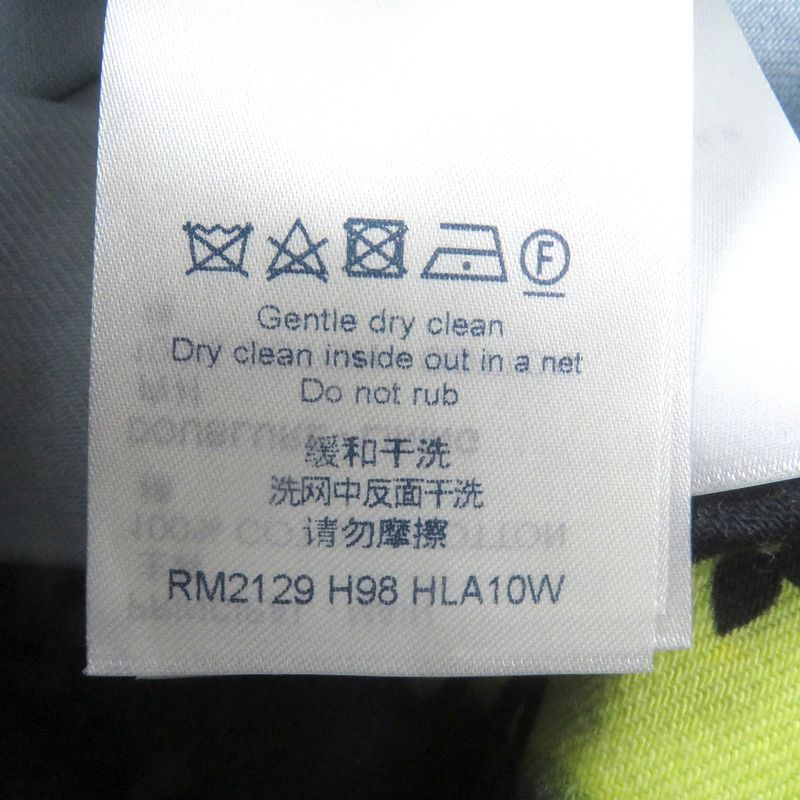 F
Gentle dry clean
Dry clean inside out in a net
Do not rub
缓和干洗
洗网中反面干洗
请勿摩擦
RM2129 H98 HLA10W